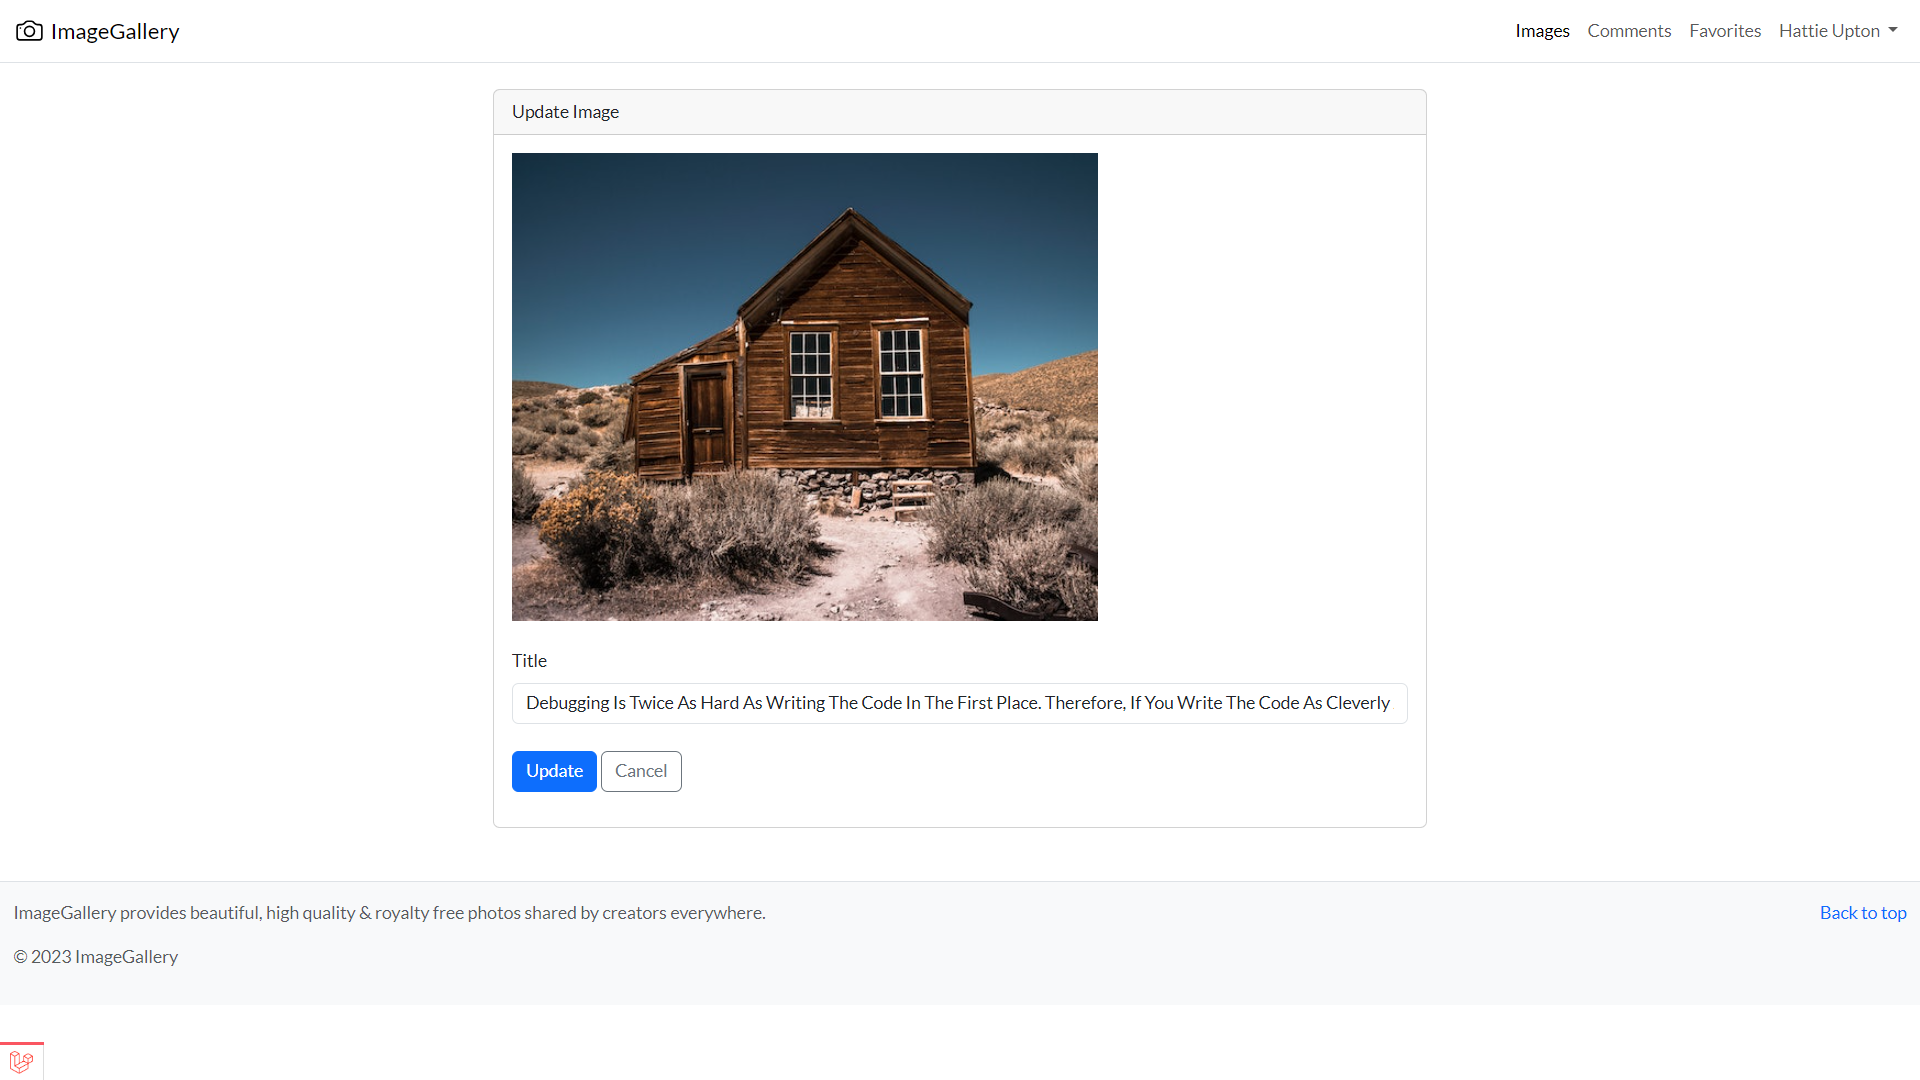 ImageGallery
Images Comments Favorites Hattie Upton
Update Image
Title
Debugging Is Twice As Hard As Writing The Code In The First Place. Therefore, If You Write The Code As Cleverly
Update Cancel
ImageGallery provides beautiful, high quality & royalty free photos shared by creators everywhere.
Back to top
© 2023 ImageGallery